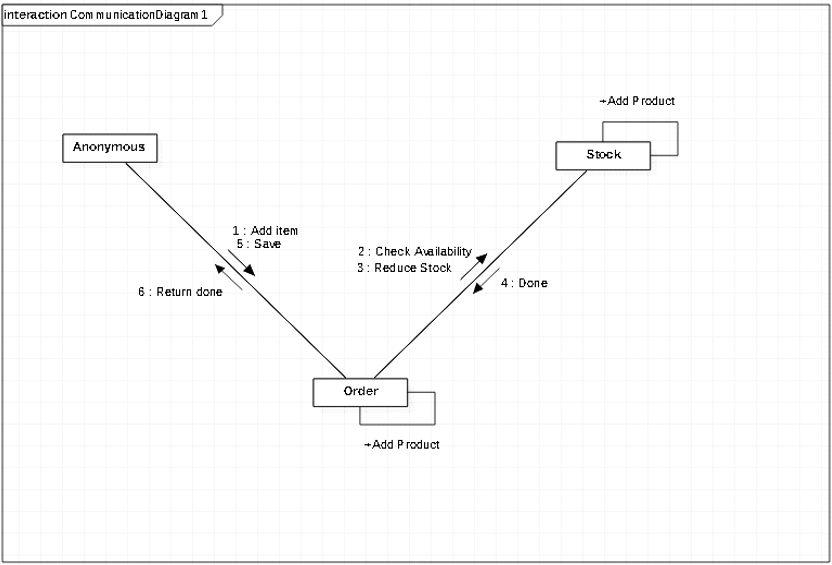 interaction CommunicationDiagram1
+Add Product
Anonymous
Stock
1 : Add item
5 : Save
2 : Check Availability
3 : Reduce Stock
4 : Done
6 : Return done
Order
+Add Product